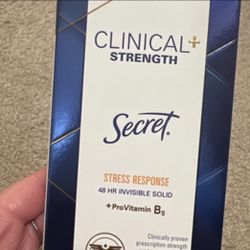 CLINICAL+
STRENGTH
Secret®
STRESS RESPONSE
48 HR INVISIBLE SOLID
+ProVitamin B5
Clinically proven
prescription strength